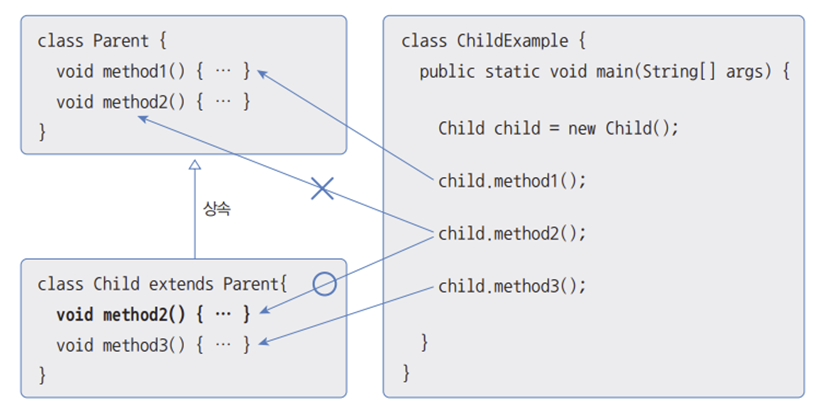 class Parent {
void method1() { … }
void method2() { … }
}
상속
class Child extends Parent{
void method2() { … }
void method3() { … }
}
class ChildExample {
public static void main(String[] args) {
Child child = new Child();
child.method1();
child.method2();
child.method3();
}
}